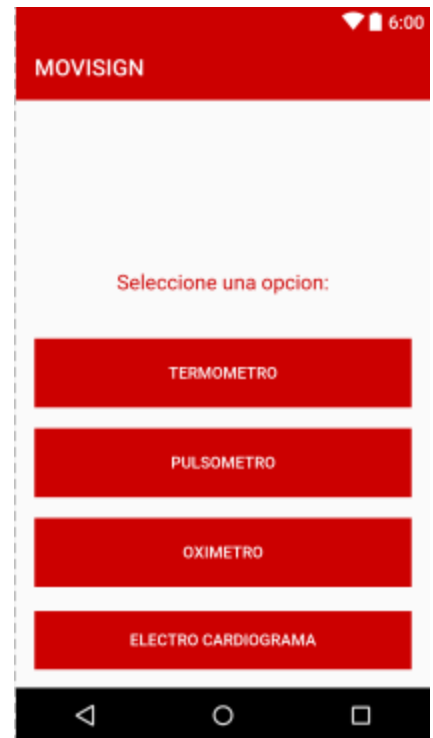 6:00
MOVISIGN
Seleccione una opcion:
TERMOMETRO
PULSOMETRO
OXIMETRO
ELECTRO CARDIOGRAMA